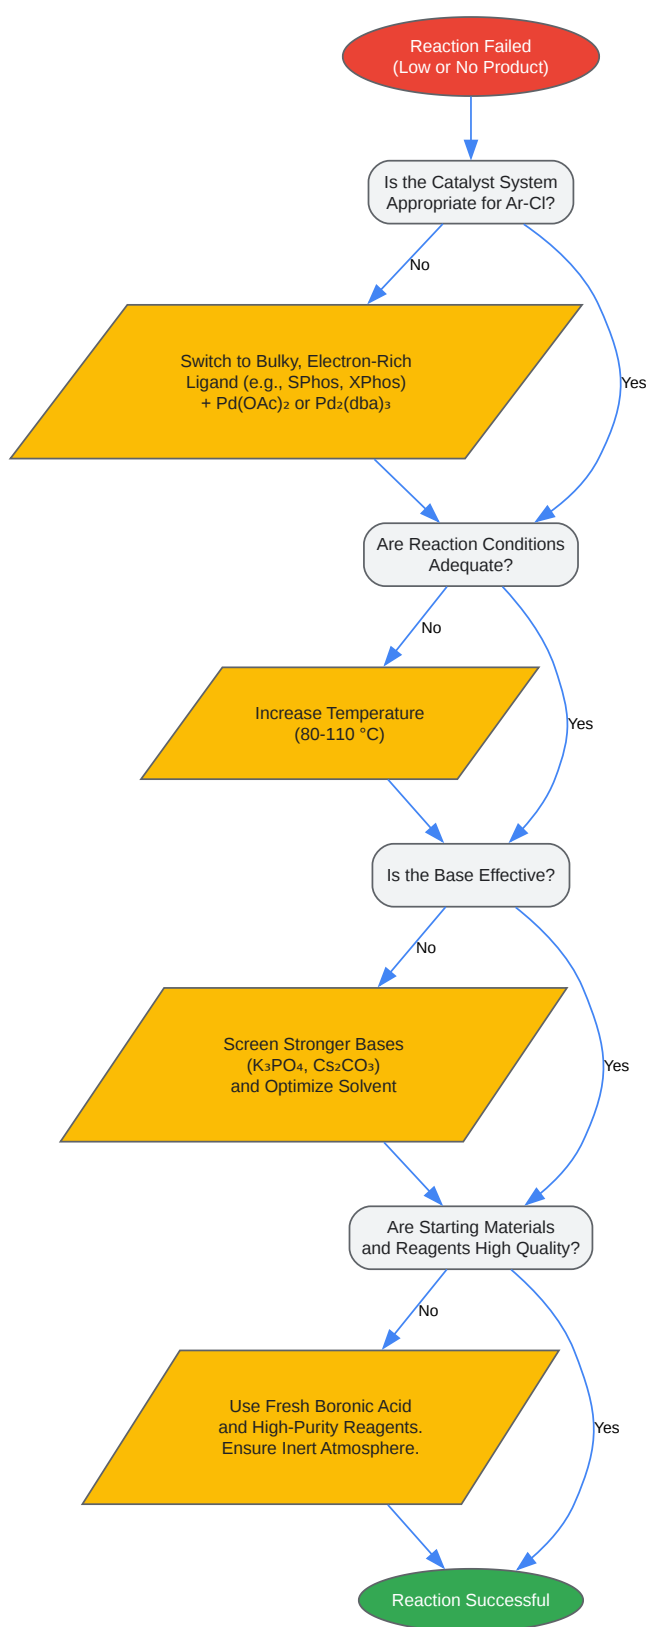 Reaction Failed
(Low or No Product)
Is the Catalyst System
Appropriate for Ar-Cl?
No
Switch to Bulky, Electron-Rich
Ligand (e.g., SPhos, XPhos)
+ Pd(OAc)₂ or Pd₂(dba)₃
Yes
Are Reaction Conditions
Adequate?
No
Increase Temperature
(80-110 °C)
Yes
Is the Base Effective?
No
Screen Stronger Bases
(K₃PO₄, Cs₂CO₃)
and Optimize Solvent
Yes
Are Starting Materials
and Reagents High Quality?
No
Use Fresh Boronic Acid
and High-Purity Reagents.
Ensure Inert Atmosphere.
Yes
Reaction Successful